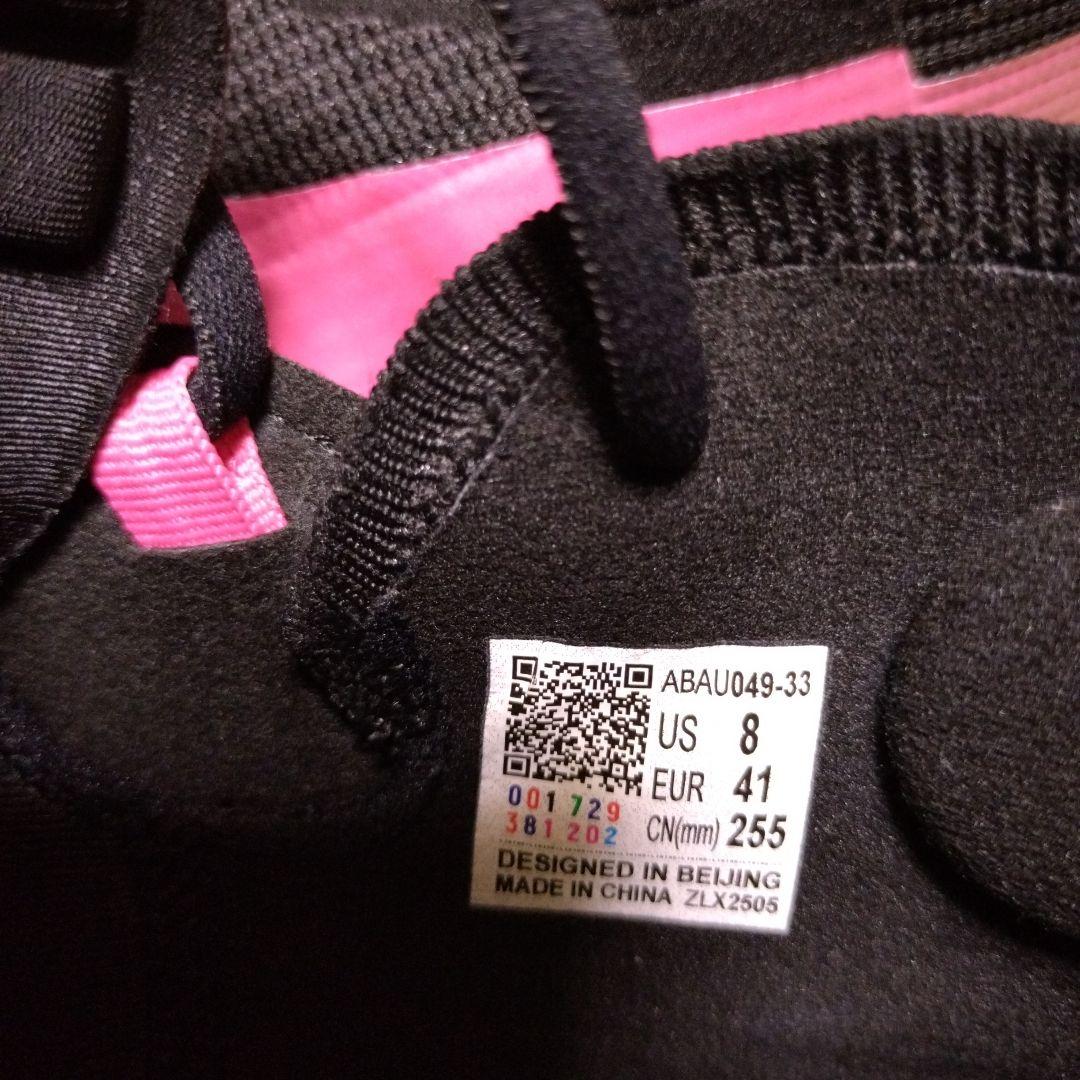 ABAU049-33
US 8
EUR 41
CN(mm) 255
001 729
381 202
DESIGNED IN BEIJING
MADE IN CHINA ZLX2505